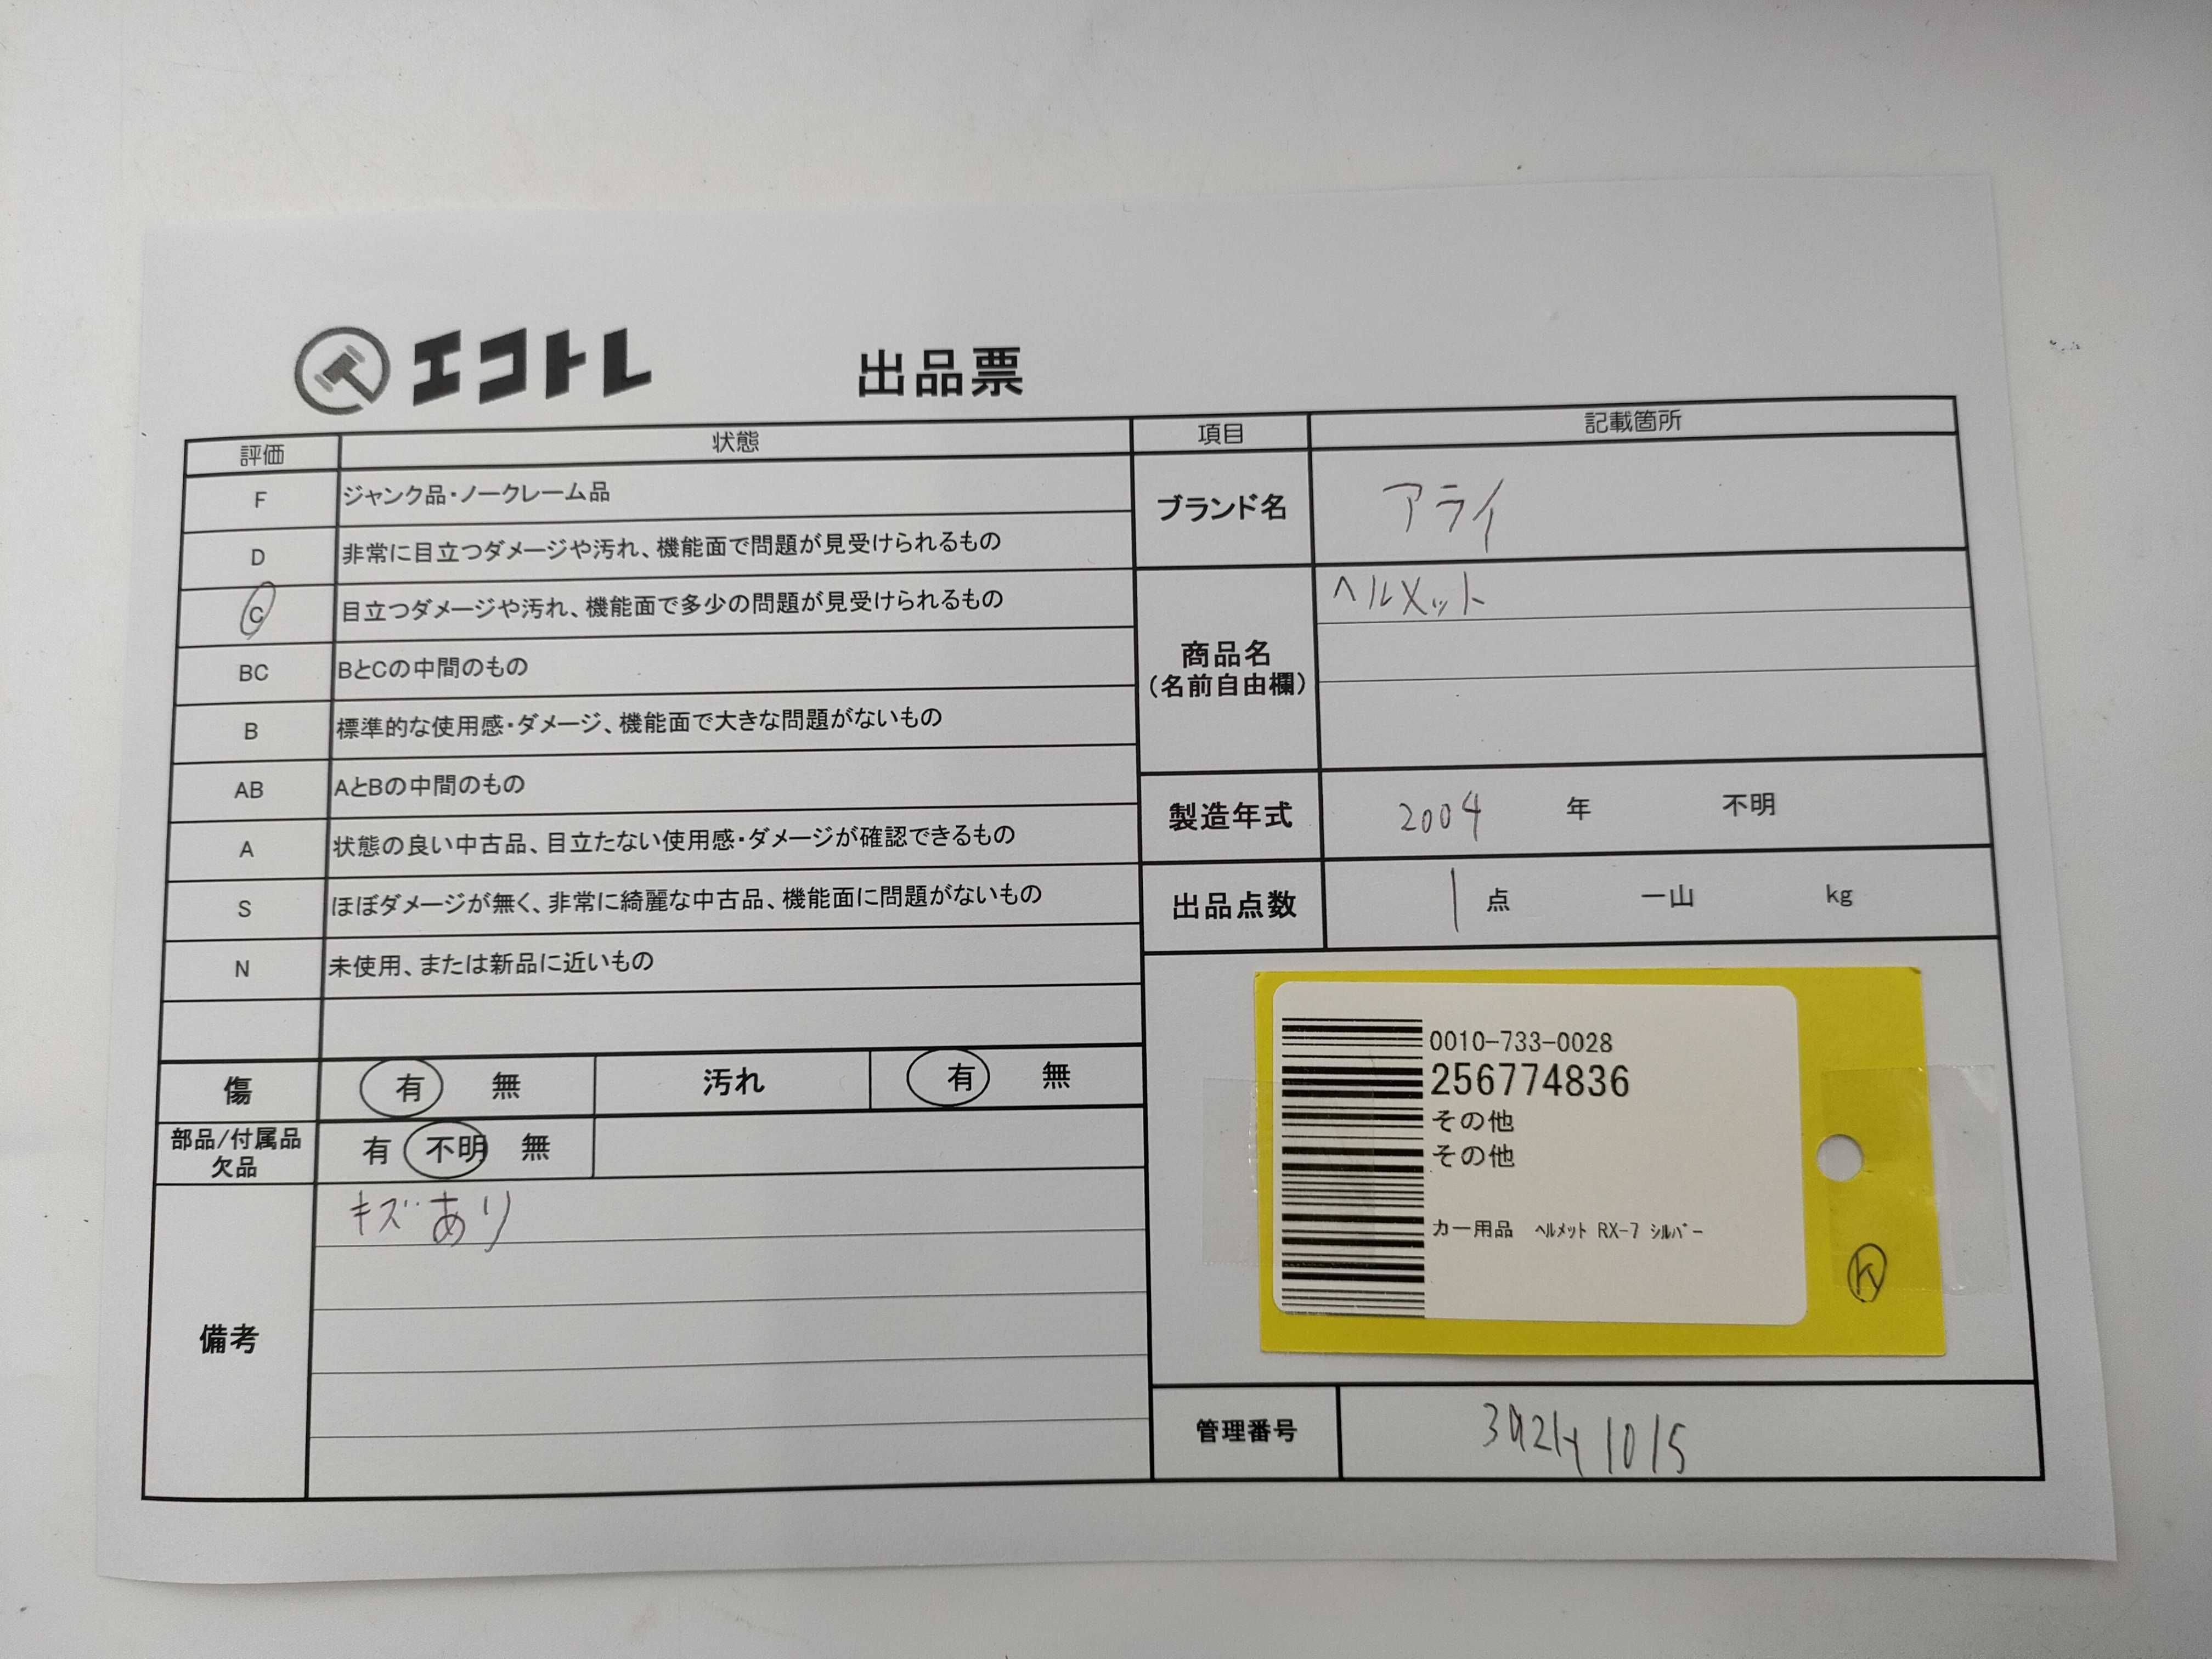 エコトレ 出品票
評価 状態
F ジャンク品・ノークレーム品
D 非常に目立つダメージや汚れ、機能面で問題が見受けられるもの
C 目立つダメージや汚れ、機能面で多少の問題が見受けられるもの
BC BとCの中間のもの
B 標準的な使用感・ダメージ、機能面で大きな問題がないもの
AB AとBの中間のもの
A 状態の良い中古品、目立たない使用感・ダメージが確認できるもの
S ほぼダメージが無く、非常に綺麗な中古品、機能面に問題がないもの
N 未使用、または新品に近いもの
傷 有 無 汚れ 有 無
部品/付属品
欠品 有 不明 無
備考 キズあり
項目 記載箇所
ブランド名 アライ
商品名
(名前自由欄) ヘルメット
製造年式 2004 年 不明
出品点数 1 点 一山 kg
0010-733-0028
256774836
その他
その他
カー用品 ヘルメット RX-7 シルバー
管理番号 1015